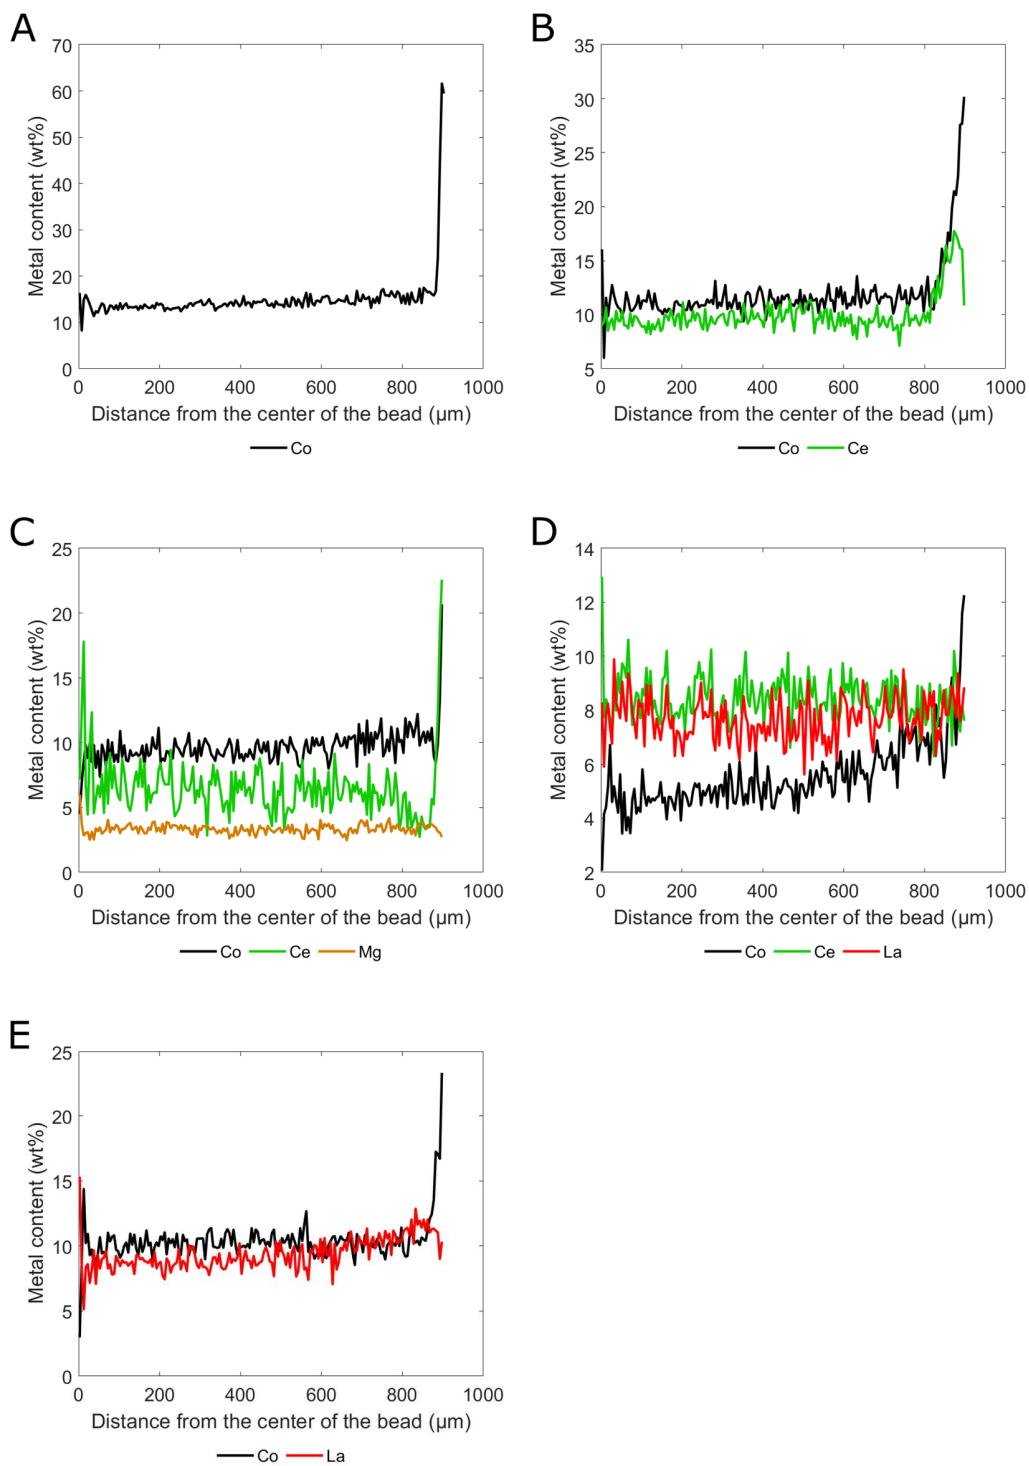 A
70
60
50
40
30
20
10
0
Metal content (wt%)
0 200 400 600 800 1000
Distance from the center of the bead (µm)
Co
B
35
30
25
20
15
10
5
Metal content (wt%)
0 200 400 600 800 1000
Distance from the center of the bead (µm)
Co Ce
C
25
20
15
10
5
0
Metal content (wt%)
0 200 400 600 800 1000
Distance from the center of the bead (µm)
Co Ce Mg
D
14
12
10
8
6
4
2
Metal content (wt%)
0 200 400 600 800 1000
Distance from the center of the bead (µm)
Co Ce La
E
25
20
15
10
5
0
Metal content (wt%)
0 200 400 600 800 1000
Distance from the center of the bead (µm)
Co La